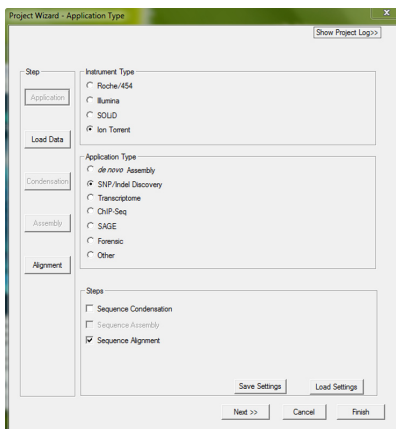 Project Wizard - Application Type
x
Show Project Log>>
Step
Application
Load Data
Condensation
Assembly
Alignment
Instrument Type
Roche/454
Illumina
SOLiD
Ion Torrent
Application Type
de novo Assembly
SNP/Indel Discovery
Transcriptome
ChIP-Seq
SAGE
Forensic
Other
Steps
Sequence Condensation
Sequence Assembly
Sequence Alignment
Save Settings
Load Settings
Next >>
Cancel
Finish